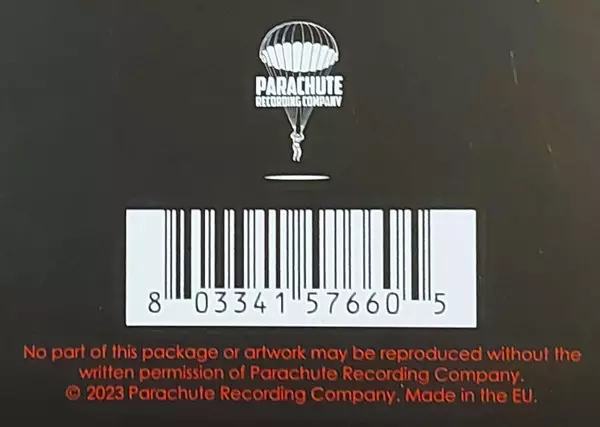 PARACHUTE
RECORDING COMPANY
8 03341 57660 5
No part of this package or artwork may be reproduced without the
written permission of Parachute Recording Company.
© 2023 Parachute Recording Company. Made in the EU.